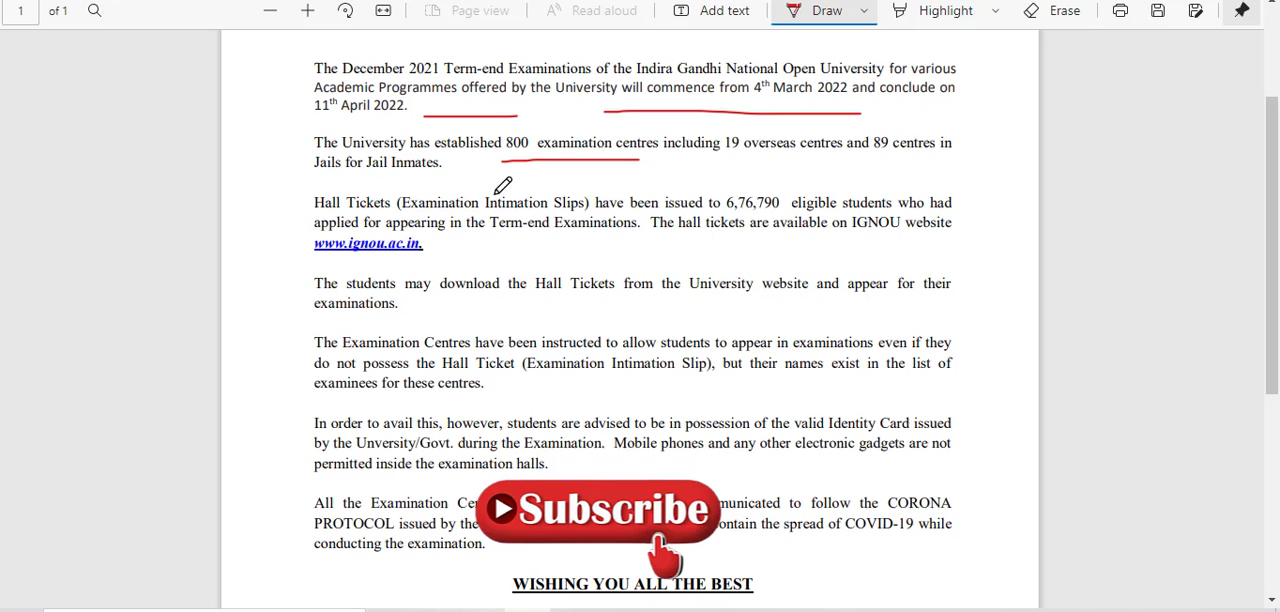 1 of 1 Page view Read aloud Add text Draw Highlight Erase
The December 2021 Term-end Examinations of the Indira Gandhi National Open University for various
Academic Programmes offered by the University will commence from 4th March 2022 and conclude on
11th April 2022.
The University has established 800 examination centres including 19 overseas centres and 89 centres in
Jails for Jail Inmates.
Hall Tickets (Examination Intimation Slips) have been issued to 6,76,790 eligible students who had
applied for appearing in the Term-end Examinations. The hall tickets are available on IGNOU website
www.ignou.ac.in.
The students may download the Hall Tickets from the University website and appear for their
examinations.
The Examination Centres have been instructed to allow students to appear in examinations even if they
do not possess the Hall Ticket (Examination Intimation Slip), but their names exist in the list of
examinees for these centres.
In order to avail this, however, students are advised to be in possession of the valid Identity Card issued
by the Unversity/Govt. during the Examination. Mobile phones and any other electronic gadgets are not
permitted inside the examination halls.
All the Examination to follow the CORONA
PROTOCOL issued by the the spread of COVID-19 while
Subscribe
conducting the examination.
WISHING YOU ALL THE BEST